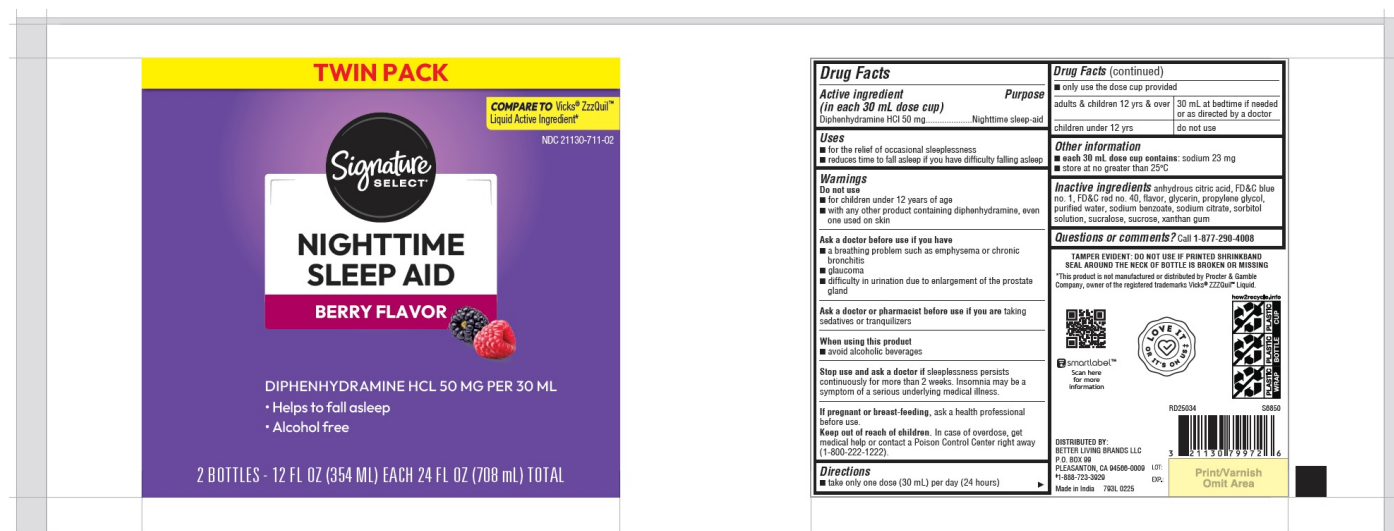 TWIN PACK
COMPARE TO Vicks® ZzzQuil™
Liquid Active Ingredient*
NDC 21130-711-02
Signature
SELECT®
NIGHTTIME
SLEEP AID
BERRY FLAVOR
DIPHENHYDRAMINE HCL 50 MG PER 30 ML
• Helps to fall asleep
• Alcohol free
2 BOTTLES - 12 FL OZ (354 ML) EACH 24 FL OZ (708 mL) TOTAL
Drug Facts
Active ingredient Purpose
(in each 30 mL dose cup)
Diphenhydramine HCl 50 mg.....................Nighttime sleep-aid
Uses
■ for the relief of occasional sleeplessness
■ reduces time to fall asleep if you have difficulty falling asleep
Warnings
Do not use
■ for children under 12 years of age
■ with any other product containing diphenhydramine, even
one used on skin
Ask a doctor before use if you have
■ a breathing problem such as emphysema or chronic
bronchitis
■ glaucoma
■ difficulty in urination due to enlargement of the prostate
gland
Ask a doctor or pharmacist before use if you are taking
sedatives or tranquilizers
When using this product
■ avoid alcoholic beverages
Stop use and ask a doctor if sleeplessness persists
continuously for more than 2 weeks. Insomnia may be a
symptom of a serious underlying medical illness.
If pregnant or breast-feeding, ask a health professional
before use.
Keep out of reach of children. In case of overdose, get
medical help or contact a Poison Control Center right away
(1-800-222-1222).
Directions
■ take only one dose (30 mL) per day (24 hours)
Drug Facts (continued)
■ only use the dose cup provided
adults & children 12 yrs & over 30 mL at bedtime if needed
or as directed by a doctor
children under 12 yrs do not use
Other information
■ each 30 mL dose cup contains: sodium 23 mg
■ store at no greater than 25ºC
Inactive ingredients anhydrous citric acid, FD&C blue
no. 1, FD&C red no. 40, flavor, glycerin, propylene glycol,
purified water, sodium benzoate, sodium citrate, sorbitol
solution, sucralose, sucrose, xanthan gum
Questions or comments? Call 1-877-290-4008
TAMPER EVIDENT: DO NOT USE IF PRINTED SHRINKBAND
SEAL AROUND THE NECK OF BOTTLE IS BROKEN OR MISSING
*This product is not manufactured or distributed by Procter & Gamble
Company, owner of the registered trademarks Vicks® ZZZQuil™ Liquid.
smartlabel™
Scan here
for more
information
LOVE IT
OR IT'S ON US‡
how2recycle.info
PLASTIC CUP
PLASTIC BOTTLE
PLASTIC WRAP
RD25034 S6850
3 21130 79972 6
DISTRIBUTED BY:
BETTER LIVING BRANDS LLC
P.O. BOX 99
PLEASANTON, CA 94566-0009
‡1-888-723-3929
Made in India 793L 0225
LOT:
EXP.:
Print/Varnish
Omit Area